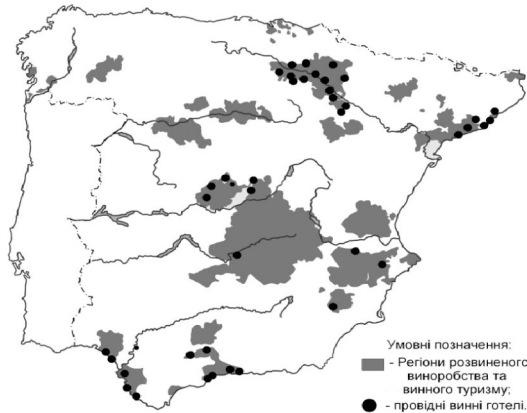 Умовні позначення:
- Регіони розвиненого
виноробства та
винного туризму;
- провідні винні готелі.